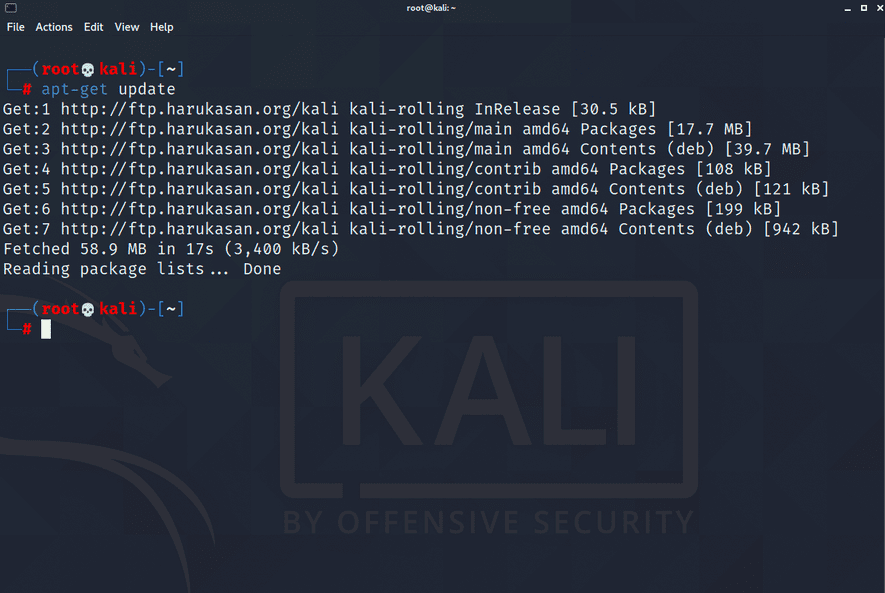 root@kali: ~
File Actions Edit View Help
┌──(root💀kali)-[~]
└─# apt-get update
Get:1 http://ftp.harukasan.org/kali kali-rolling InRelease [30.5 kB]
Get:2 http://ftp.harukasan.org/kali kali-rolling/main amd64 Packages [17.7 MB]
Get:3 http://ftp.harukasan.org/kali kali-rolling/main amd64 Contents (deb) [39.7 MB]
Get:4 http://ftp.harukasan.org/kali kali-rolling/contrib amd64 Packages [108 kB]
Get:5 http://ftp.harukasan.org/kali kali-rolling/contrib amd64 Contents (deb) [121 kB]
Get:6 http://ftp.harukasan.org/kali kali-rolling/non-free amd64 Packages [199 kB]
Get:7 http://ftp.harukasan.org/kali kali-rolling/non-free amd64 Contents (deb) [942 kB]
Fetched 58.9 MB in 17s (3,400 kB/s)
Reading package lists... Done
┌──(root💀kali)-[~]
└─#
KALI
BY OFFENSIVE SECURITY